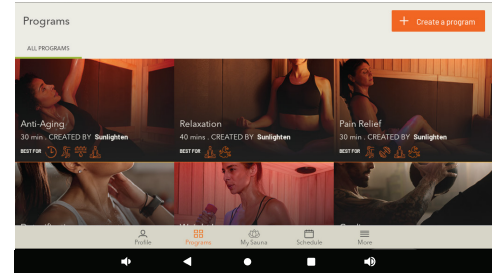 Programs
+ Create a program
ALL PROGRAMS
Anti-Aging
30 min . CREATED BY Sunlighten
BEST FOR
Relaxation
40 mins . CREATED BY Sunlighten
BEST FOR
Pain Relief
30 min . CREATED BY Sunlighten
BEST FOR
Profile
Programs
My Sauna
Schedule
More